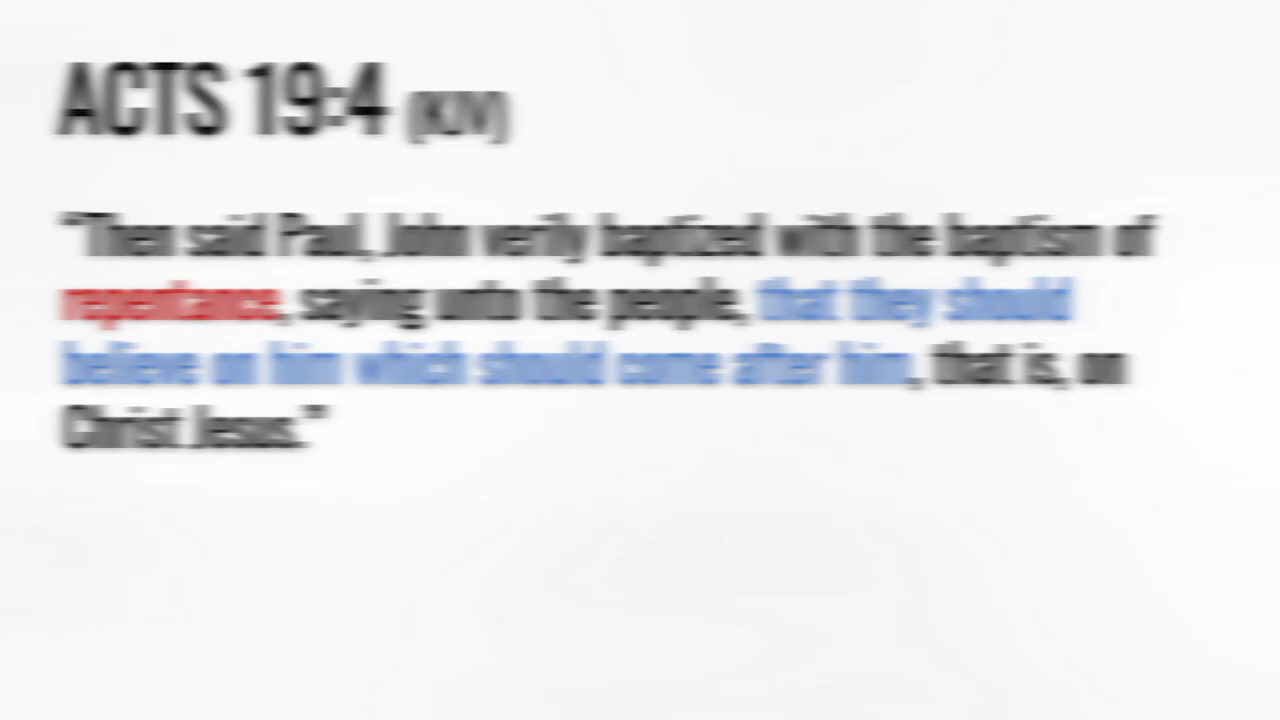 ACTS 19:4 (KJV)
“Then said Paul, John verily baptized with the baptism of
repentance, saying unto the people, that they should
believe on him which should come after him, that is, on
Christ Jesus.”